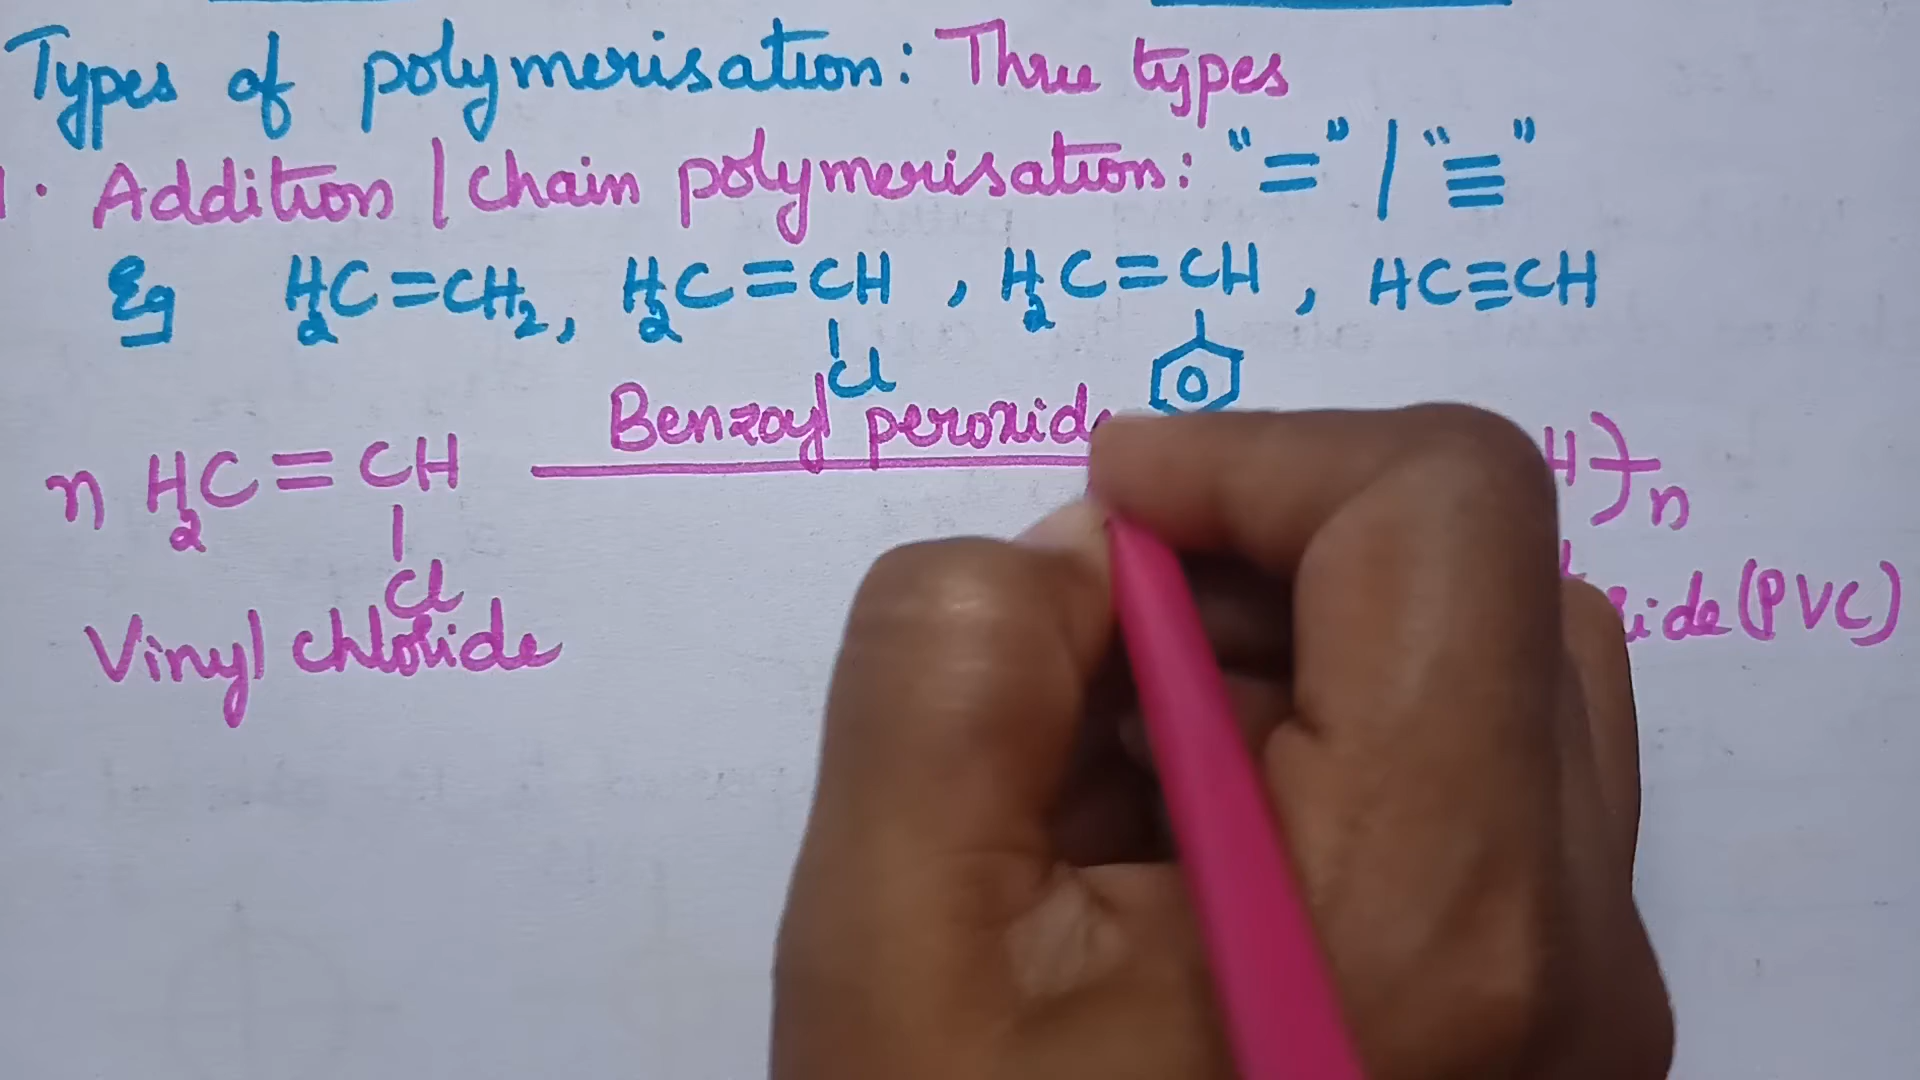 Types of polymerisation: Three types
1. Addition / chain polymerisation: "=" / "≡"
Eg H₂C=CH₂, H₂C=CH, H₂C=CH, HC≡CH
Cl
Benzoyl peroxide
n H₂C=CH H)n
Cl
Vinyl chloride (PVC)